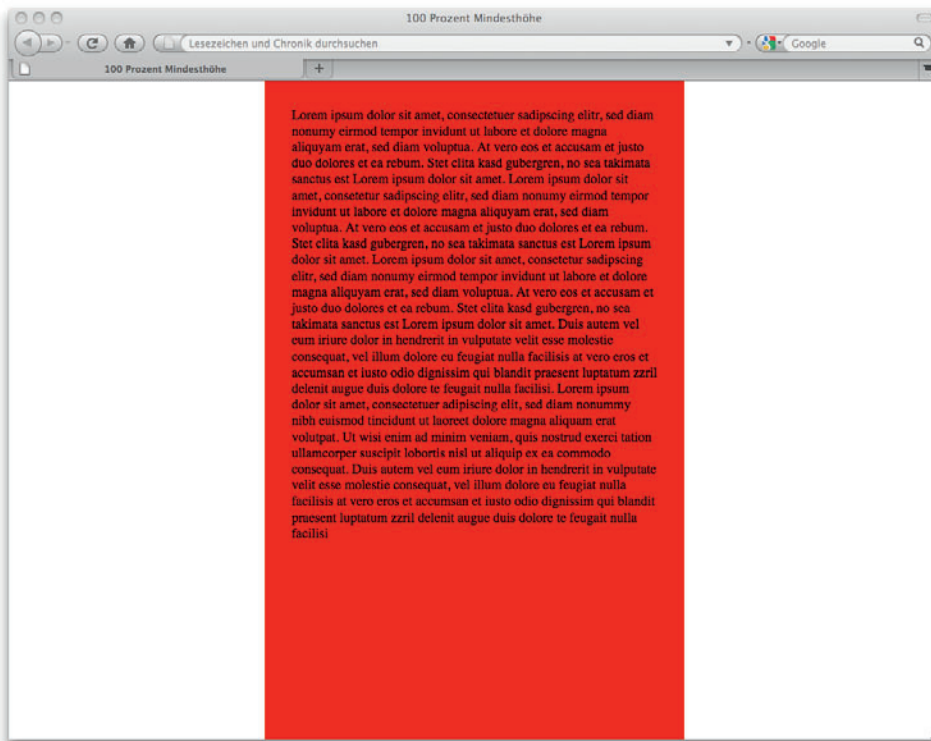 100 Prozent Mindesthöhe
Lesezeichen und Chronik durchsuchen
Google
100 Prozent Mindesthöhe
+
Lorem ipsum dolor sit amet, consectetuer sadipscing elitr, sed diam
nonumy eirmod tempor invidunt ut labore et dolore magna
aliquyam erat, sed diam voluptua. At vero eos et accusam et justo
duo dolores et ea rebum. Stet clita kasd gubergren, no sea takimata
sanctus est Lorem ipsum dolor sit amet. Lorem ipsum dolor sit
amet, consetetur sadipscing elitr, sed diam nonumy eirmod tempor
invidunt ut labore et dolore magna aliquyam erat, sed diam
voluptua. At vero eos et accusam et justo duo dolores et ea rebum.
Stet clita kasd gubergren, no sea takimata sanctus est Lorem ipsum
dolor sit amet. Lorem ipsum dolor sit amet, consetetur sadipscing
elitr, sed diam nonumy eirmod tempor invidunt ut labore et dolore
magna aliquyam erat, sed diam voluptua. At vero eos et accusam et
justo duo dolores et ea rebum. Stet clita kasd gubergren, no sea
takimata sanctus est Lorem ipsum dolor sit amet. Duis autem vel
eum iriure dolor in hendrerit in vulputate velit esse molestie
consequat, vel illum dolore eu feugiat nulla facilisis at vero eros et
accumsan et iusto odio dignissim qui blandit praesent luptatum zzril
delenit augue duis dolore te feugait nulla facilisi. Lorem ipsum
dolor sit amet, consectetuer adipiscing elit, sed diam nonummy
nibh euismod tincidunt ut laoreet dolore magna aliquam erat
volutpat. Ut wisi enim ad minim veniam, quis nostrud exerci tation
ullamcorper suscipit lobortis nisl ut aliquip ex ea commodo
consequat. Duis autem vel eum iriure dolor in hendrerit in vulputate
velit esse molestie consequat, vel illum dolore eu feugiat nulla
facilisis at vero eros et accumsan et iusto odio dignissim qui blandit
praesent luptatum zzril delenit augue duis dolore te feugait nulla
facilisi